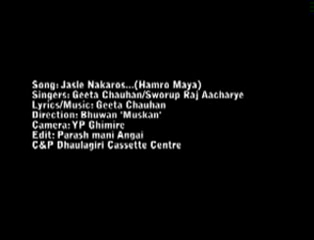 Song: Jasle Nakaros...(Hamro Maya)
Singers: Geeta Chauhan/Sworup Raj Aacharye
Lyrics/Music: Geeta Chauhan
Direction: Bhuwan 'Muskan'
Camera: YP Ghimire
Edit: Parash mani Angai
C&P Dhaulagiri Cassette Centre